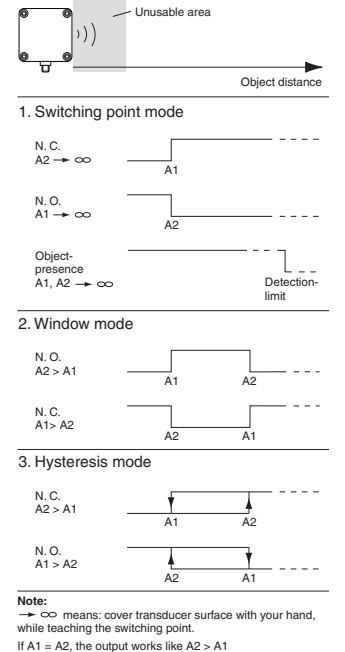 Unusable area
Object distance
1. Switching point mode
N. C.
A2 → ∞
A1
N. O.
A1 → ∞
A2
Object-
presence
A1, A2 → ∞
Detection-
limit
2. Window mode
N. O.
A2 > A1
A1 A2
N. C.
A1> A2
A2 A1
3. Hysteresis mode
N. C.
A2 > A1
A1 A2
N. O.
A1 > A2
A2 A1
Note:
→ ∞ means: cover transducer surface with your hand,
while teaching the switching point.
If A1 = A2, the output works like A2 > A1